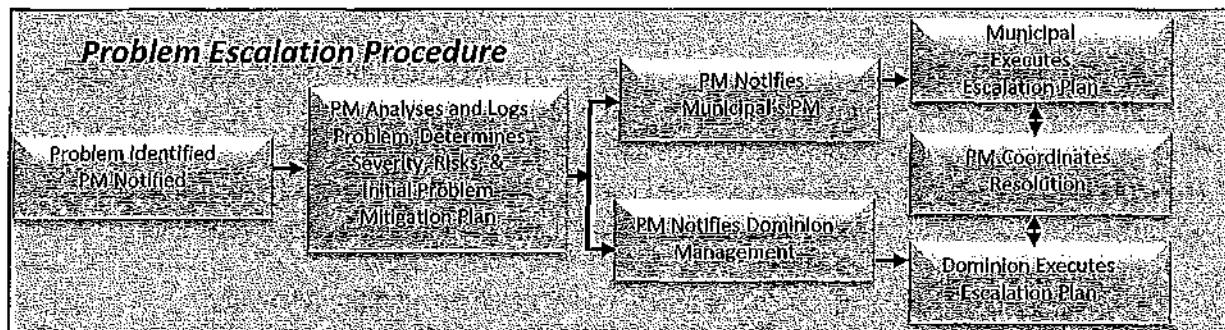 Problem Escalation Procedure
Problem Identified
PM Notified
PM Analyses and Logs
Problem, Determines
Severity, Risks, &
Initial Problem
Mitigation Plan
PM Notifies
Municipalis PM
PM Notifies Dominion
Management
Municipal
Executes
Escalation Plan
PM Coordinates
Resolution
Dominion Executes
Escalation Plan